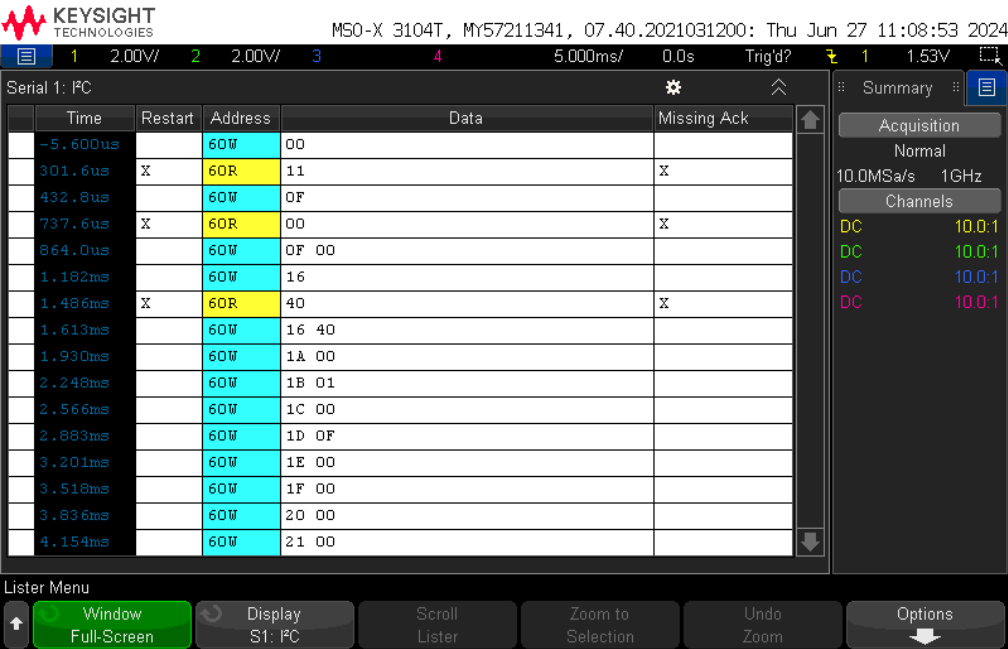 KEYSIGHT
TECHNOLOGIES
MSO-X 3104T, MY57211341, 07.40.2021031200: Thu Jun 27 11:08:53 2024
1 2.00V/ 2 2.00V/ 3 4 5.000ms/ 0.0s Trig'd? 1 1.53V
Serial 1: I²C
Time Restart Address Data Missing Ack
-5.600us 60W 00
301.6us X 60R 11 X
432.8us 60W 0F
737.6us X 60R 00 X
864.0us 60W 0F 00
1.182ms 60W 16
1.486ms X 60R 40 X
1.613ms 60W 16 40
1.930ms 60W 1A 00
2.248ms 60W 1B 01
2.566ms 60W 1C 00
2.883ms 60W 1D 0F
3.201ms 60W 1E 00
3.518ms 60W 1F 00
3.836ms 60W 20 00
4.154ms 60W 21 00
Summary
Acquisition
Normal
10.0MSa/s 1GHz
Channels
DC 10.0:1
DC 10.0:1
DC 10.0:1
DC 10.0:1
Lister Menu
Window
Full-Screen
Display
S1: I²C
Scroll
Lister
Zoom to
Selection
Undo
Zoom
Options